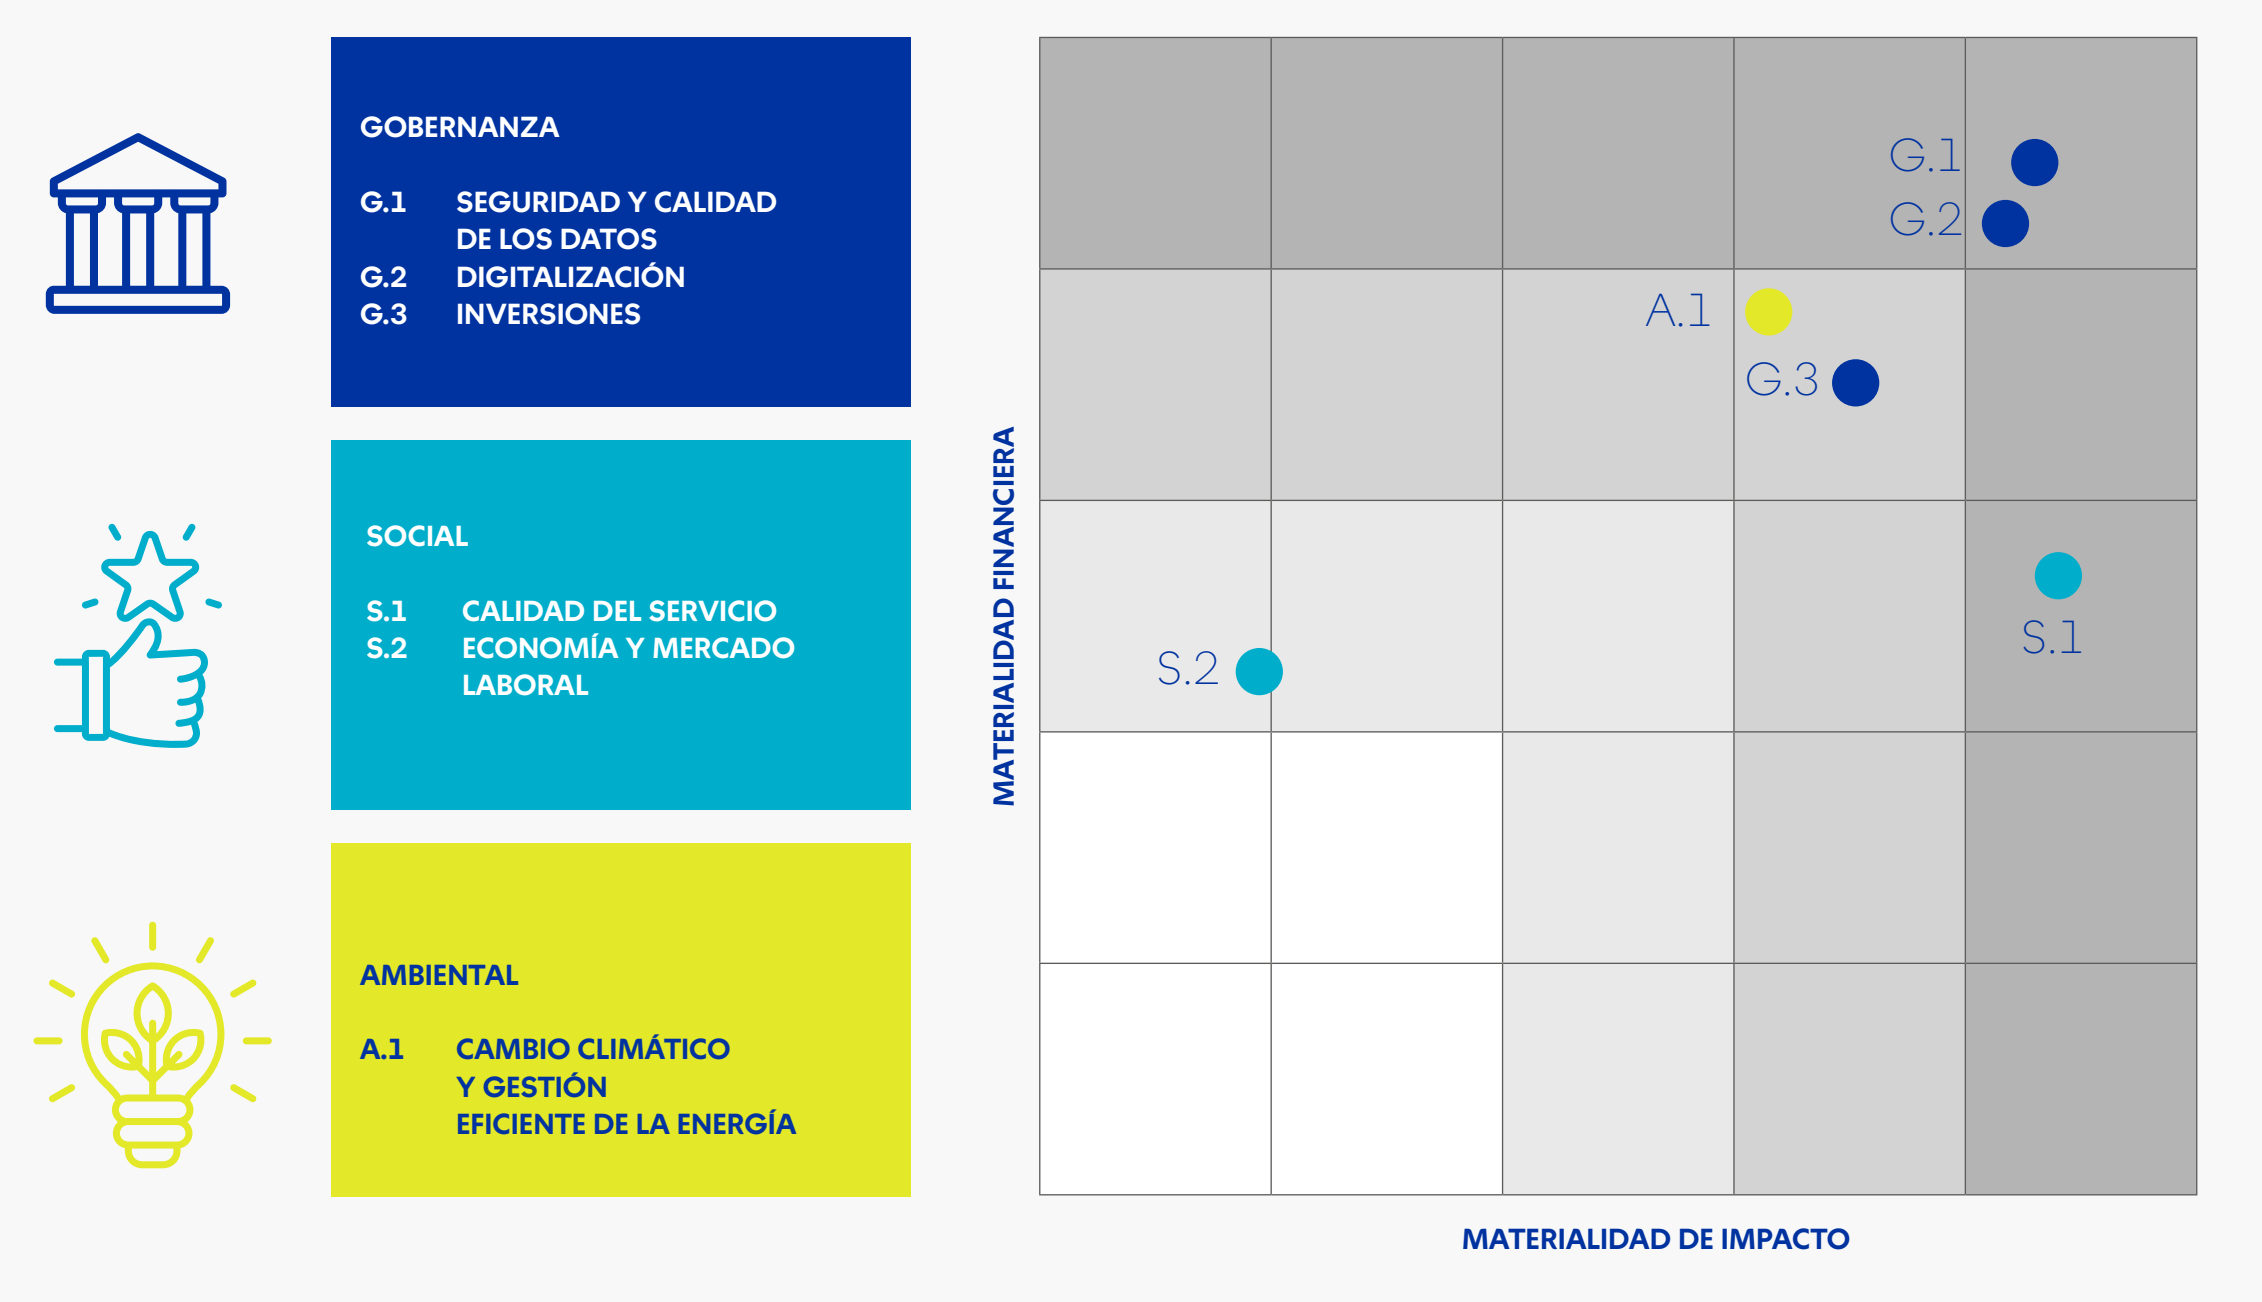 GOBERNANZA
G.1 SEGURIDAD Y CALIDAD
DE LOS DATOS
G.2 DIGITALIZACIÓN
G.3 INVERSIONES
SOCIAL
S.1 CALIDAD DEL SERVICIO
S.2 ECONOMÍA Y MERCADO
LABORAL
AMBIENTAL
A.1 CAMBIO CLIMÁTICO
Y GESTIÓN
EFICIENTE DE LA ENERGÍA
MATERIALIDAD FINANCIERA
G.1
G.2
A.1
G.3
S.1
S.2
MATERIALIDAD DE IMPACTO